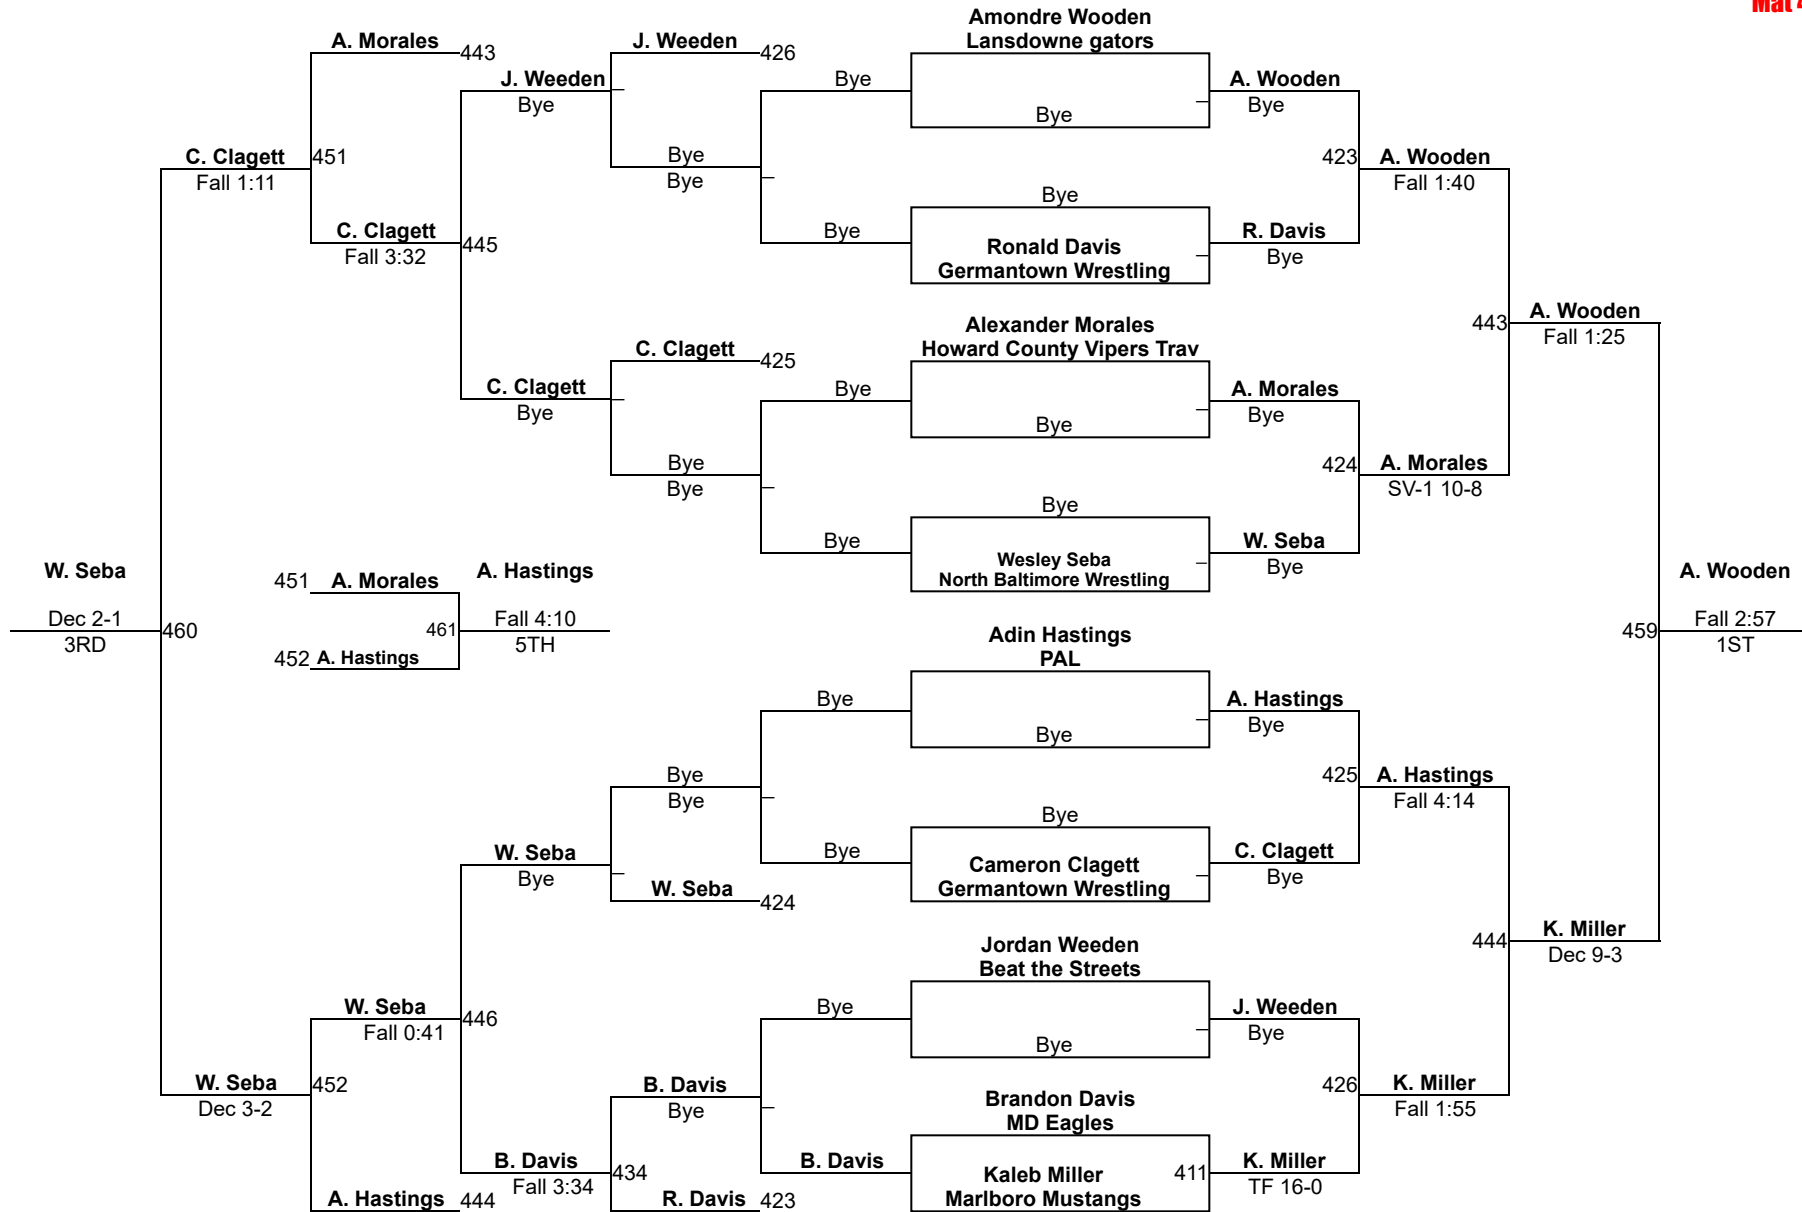 Mat 4
Amondre Wooden
Lansdowne gators
A. Morales 443
J. Weeden 426
J. Weeden
Bye
Bye
Bye
A. Wooden
Bye
C. Clagett 451
Fall 1:11
Bye
Bye
423 A. Wooden
Fall 1:40
Bye
C. Clagett 445
Fall 3:32
Bye
Ronald Davis
Germantown Wrestling
R. Davis
Bye
443 A. Wooden
Fall 1:25
Alexander Morales
Howard County Vipers Trav
C. Clagett 425
C. Clagett
Bye
Bye
Bye
A. Morales
Bye
Bye
Bye
424 A. Morales
SV-1 10-8
Bye
Bye
Wesley Seba
North Baltimore Wrestling
W. Seba
Bye
W. Seba
Dec 2-1
3RD
460
451 A. Morales
452 A. Hastings
461
A. Hastings
Fall 4:10
5TH
A. Wooden
459 Fall 2:57
1ST
Adin Hastings
PAL
Bye
Bye
A. Hastings
Bye
Bye
Bye
425 A. Hastings
Fall 4:14
Bye
W. Seba
Bye
Bye
Cameron Clagett
Germantown Wrestling
C. Clagett
Bye
W. Seba 424
444 K. Miller
Dec 9-3
Jordan Weeden
Beat the Streets
W. Seba 446
Fall 0:41
Bye
Bye
J. Weeden
Bye
W. Seba 452
Dec 3-2
B. Davis
Bye
Brandon Davis
MD Eagles
426 K. Miller
Fall 1:55
B. Davis 434
Fall 3:34
B. Davis
Kaleb Miller 411
Marlboro Mustangs
K. Miller
TF 16-0
A. Hastings 444
R. Davis 423